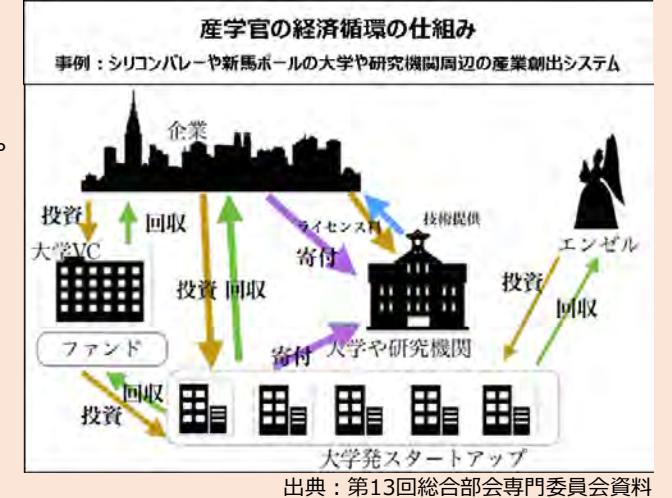 産学官の経済循環の仕組み
事例：シリコンバレーや新馬ポールの大学や研究機関周辺の産業創出システム
。
企業
投資
回収
ライセンス料
技術提供
大学VC
寄付
エンゼル
投資 回収
投資
回収
ファンド
寄付
大学や研究機関
回収
投資
大学発スタートアップ
出典：第13回総合部会専門委員会資料